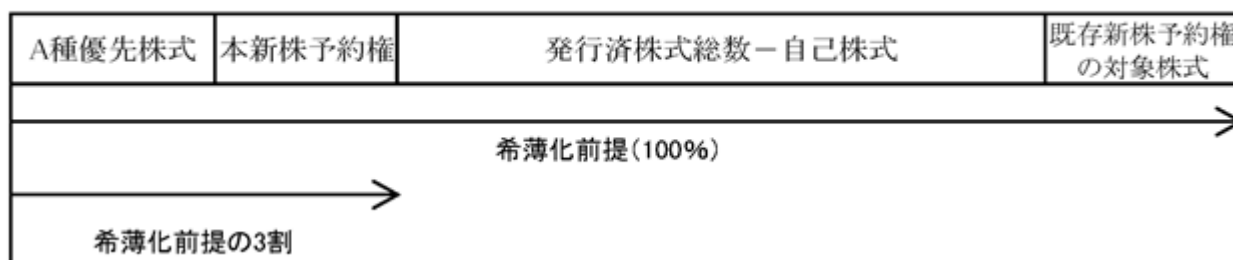 A種優先株式
本新株予約権
発行済株式総数－自己株式
既存新株予約権
の対象株式
希薄化前提(100%)
希薄化前提の3割